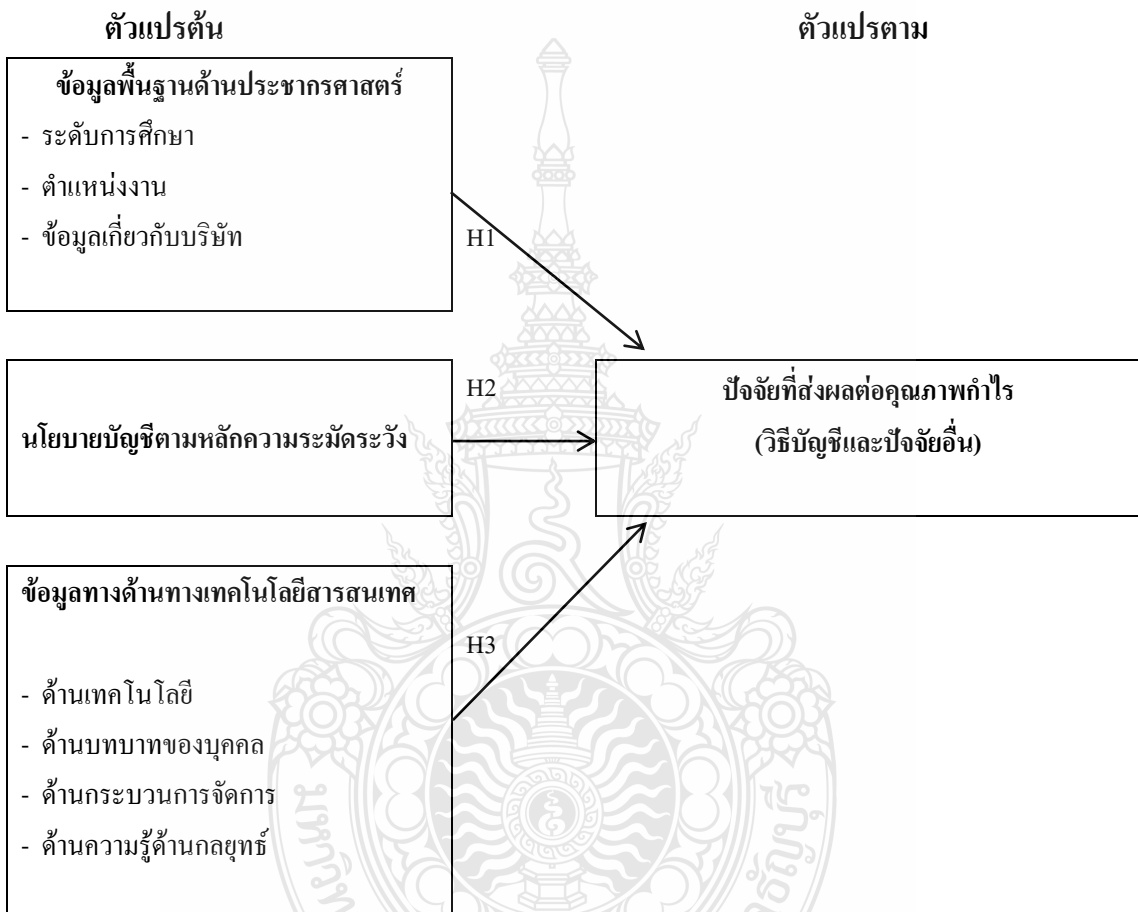 ตัวแปรต้น
ตัวแปรตาม
ข้อมูลพื้นฐานด้านประชากรศาสตร์
- ระดับการศึกษา
- ตำแหน่งงาน
- ข้อมูลเกี่ยวกับบริษัท
H1
นโยบายบัญชีตามหลักความระมัดระวัง
H2
ปัจจัยที่ส่งผลต่อคุณภาพกำไร
(วิธีบัญชีและปัจจัยอื่น)
ข้อมูลทางด้านทางเทคโนโลยีสารสนเทศ
- ด้านเทคโนโลยี
- ด้านบทบาทของบุคคล
- ด้านกระบวนการจัดการ
- ด้านความรู้ด้านกลยุทธ์
H3